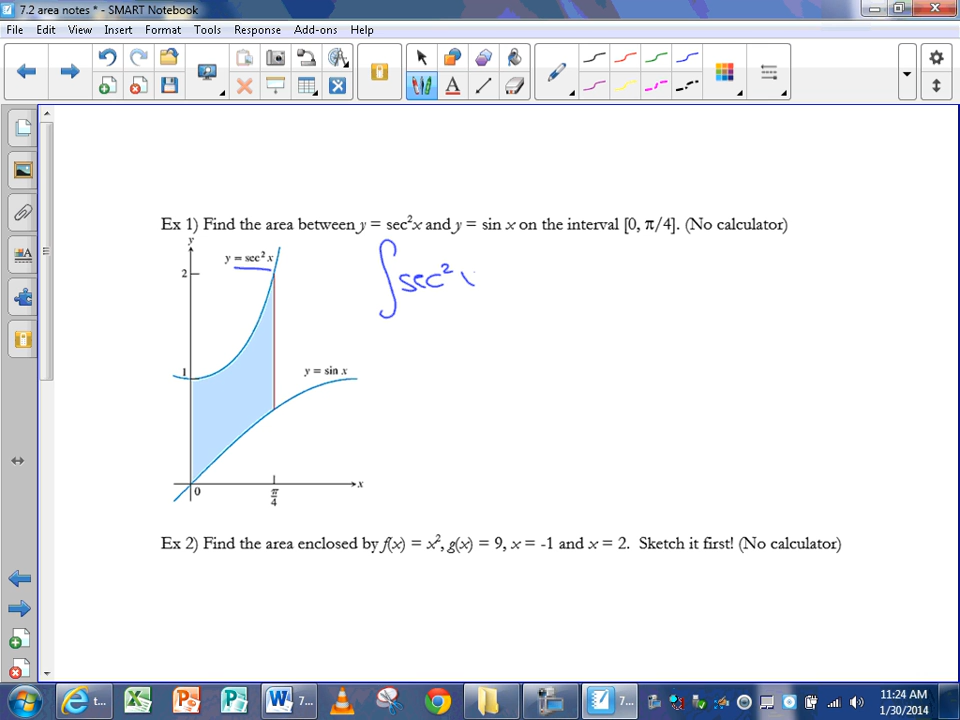 7.2 area notes * - SMART Notebook
File Edit View Insert Format Tools Response Add-ons Help
Ex 1) Find the area between y = sec²x and y = sin x on the interval [0, π/4]. (No calculator)
y
y = sec² x
∫sec²
2
1
y = sin x
0
π/4
x
Ex 2) Find the area enclosed by f(x) = x², g(x) = 9, x = -1 and x = 2. Sketch it first! (No calculator)
t... 7... 7...
11:24 AM
1/30/2014